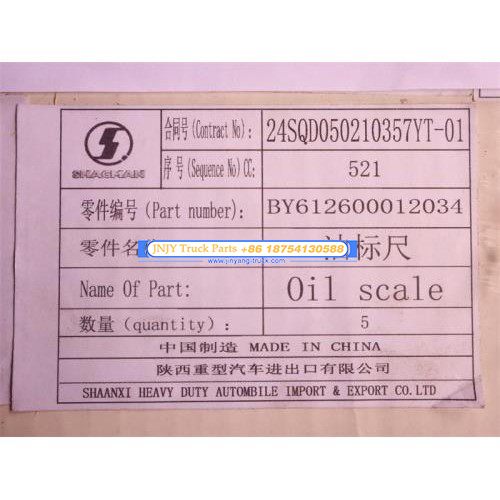 SHACMAN
合同号(Contract No): 24SQD050210357YT-01
序号(Sequence No)CC: 521
零件编号(Part number): BY612600012034
零件名 油标尺
JNJY Truck Parts +86 18754130588
www.jinyang-truck.com
Name Of Part: Oil scale
数量(quantity): 5
中国制造 MADE IN CHINA
陕西重型汽车进出口有限公司
SHAANXI HEAVY DUTY AUTOMBILE IMPORT & EXPORT CO.LTD